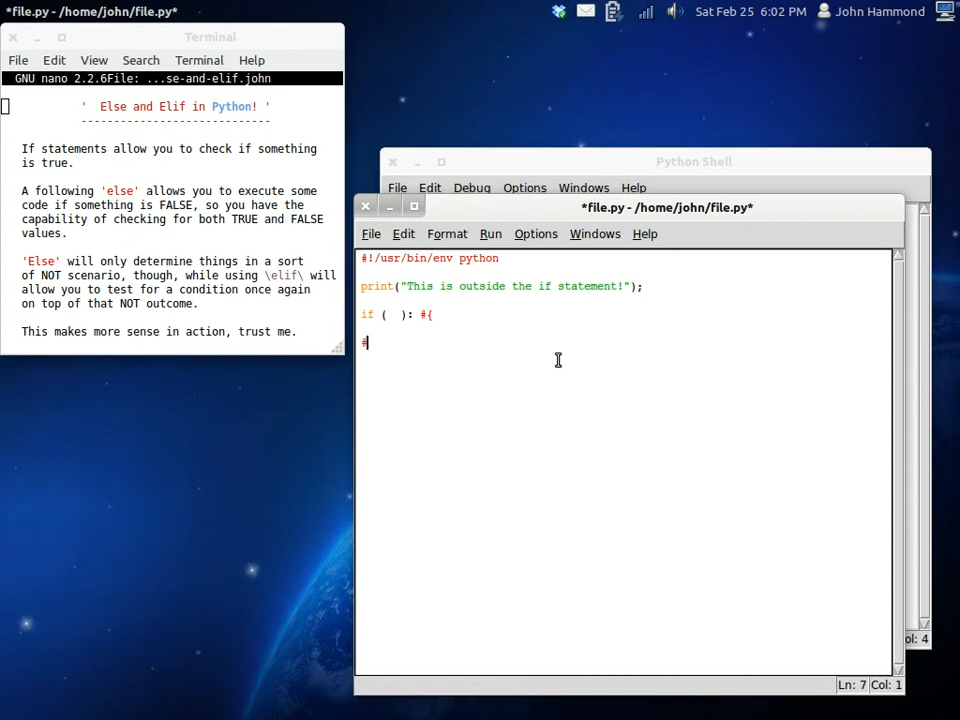 *file.py - /home/john/file.py*
Sat Feb 25 6:02 PM John Hammond
Terminal
File Edit View Search Terminal Help
GNU nano 2.2.6File: ...se-and-elif.john
' Else and Elif in Python! '
---------------------------
If statements allow you to check if something
is true.
A following 'else' allows you to execute some
code if something is FALSE, so you have the
capability of checking for both TRUE and FALSE
values.
'Else' will only determine things in a sort
of NOT scenario, though, while using \elif\ will
allow you to test for a condition once again
on top of that NOT outcome.
This makes more sense in action, trust me.
Python Shell
File Edit Debug Options Windows Help
*file.py - /home/john/file.py*
File Edit Format Run Options Windows Help
#!/usr/bin/env python
print("This is outside the if statement!");
if (  ): #{
#
Ln: 7 Col: 1
ol: 4